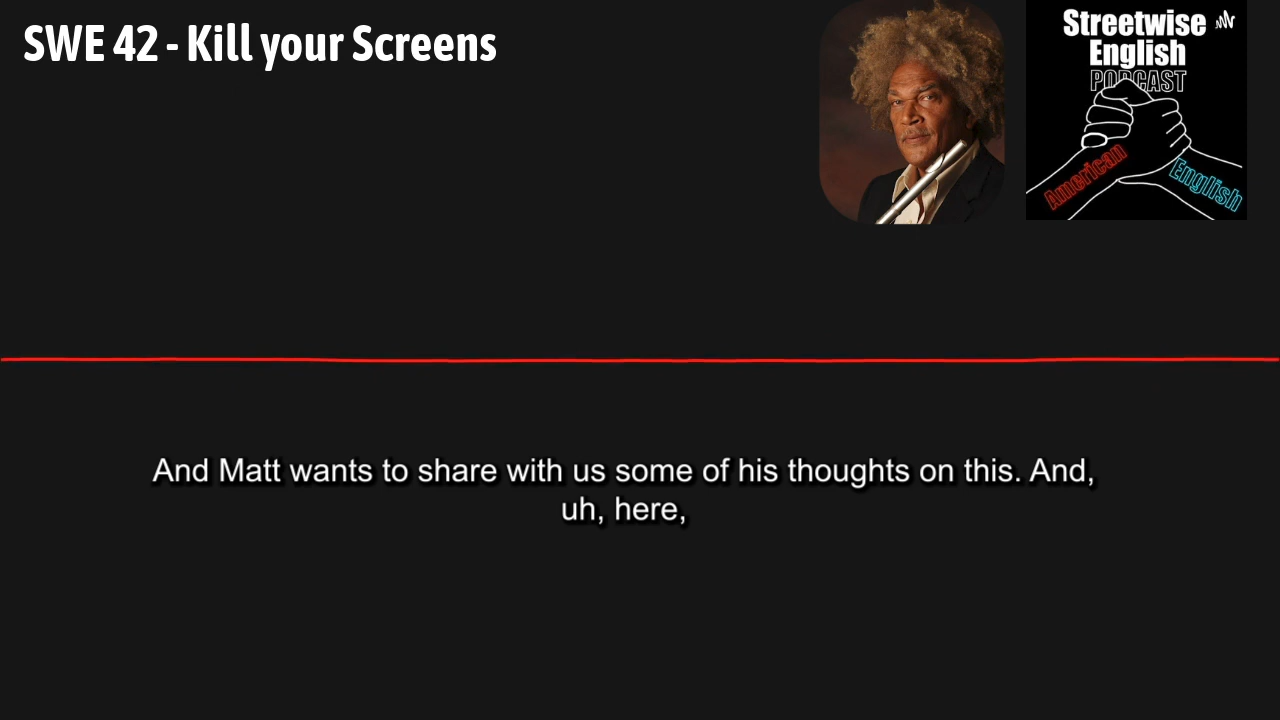 SWE 42 - Kill your Screens
Streetwise
English
PODCAST
American
English
And Matt wants to share with us some of his thoughts on this. And,
uh, here,